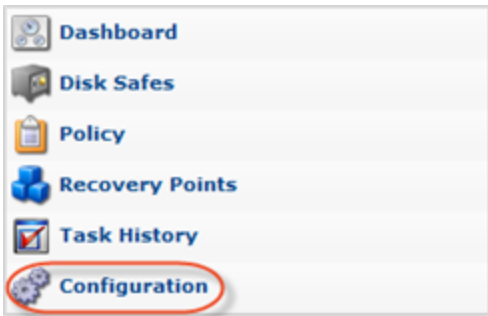 Dashboard
Disk Safes
Policy
Recovery Points
Task History
Configuration